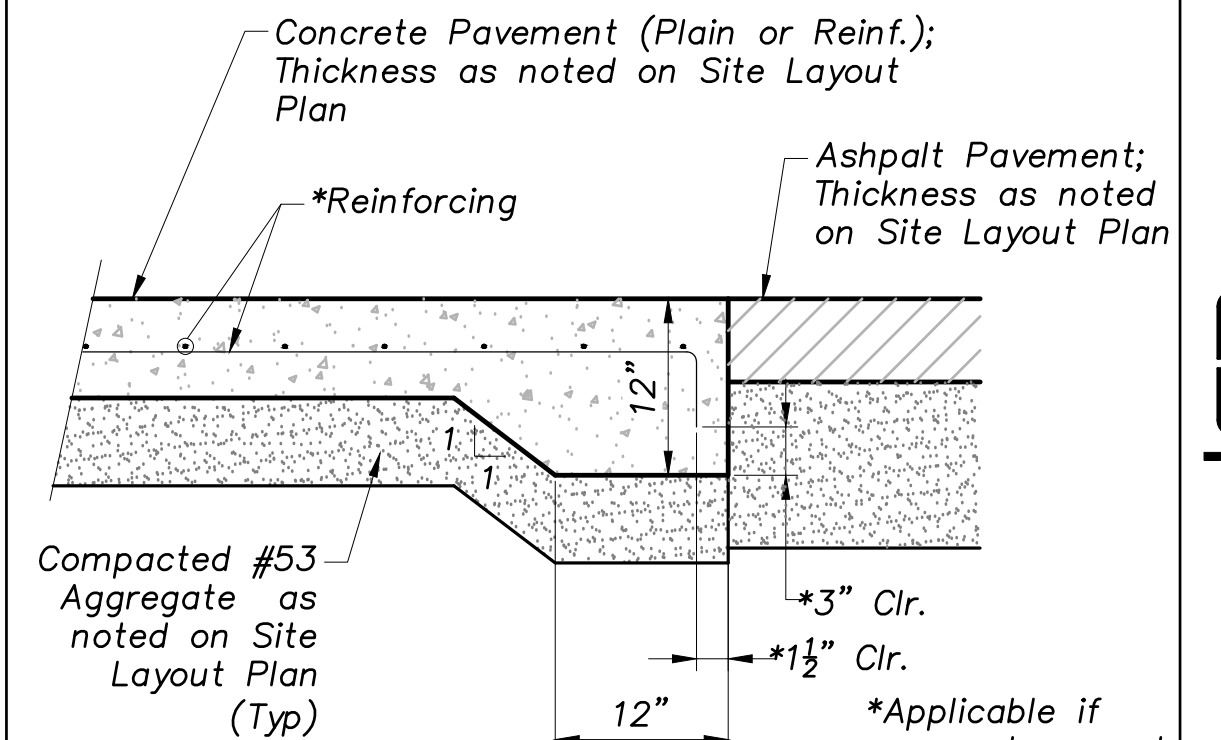 Concrete Pavement (Plain or Reinf.);
Thickness as noted on Site Layout
Plan
Ashpalt Pavement;
Thickness as noted
on Site Layout Plan
*Reinforcing
12"
1
1
Compacted #53
Aggregate as
noted on Site
Layout Plan
(Typ)
*3" Clr.
*1½" Clr.
12"
*Applicable if